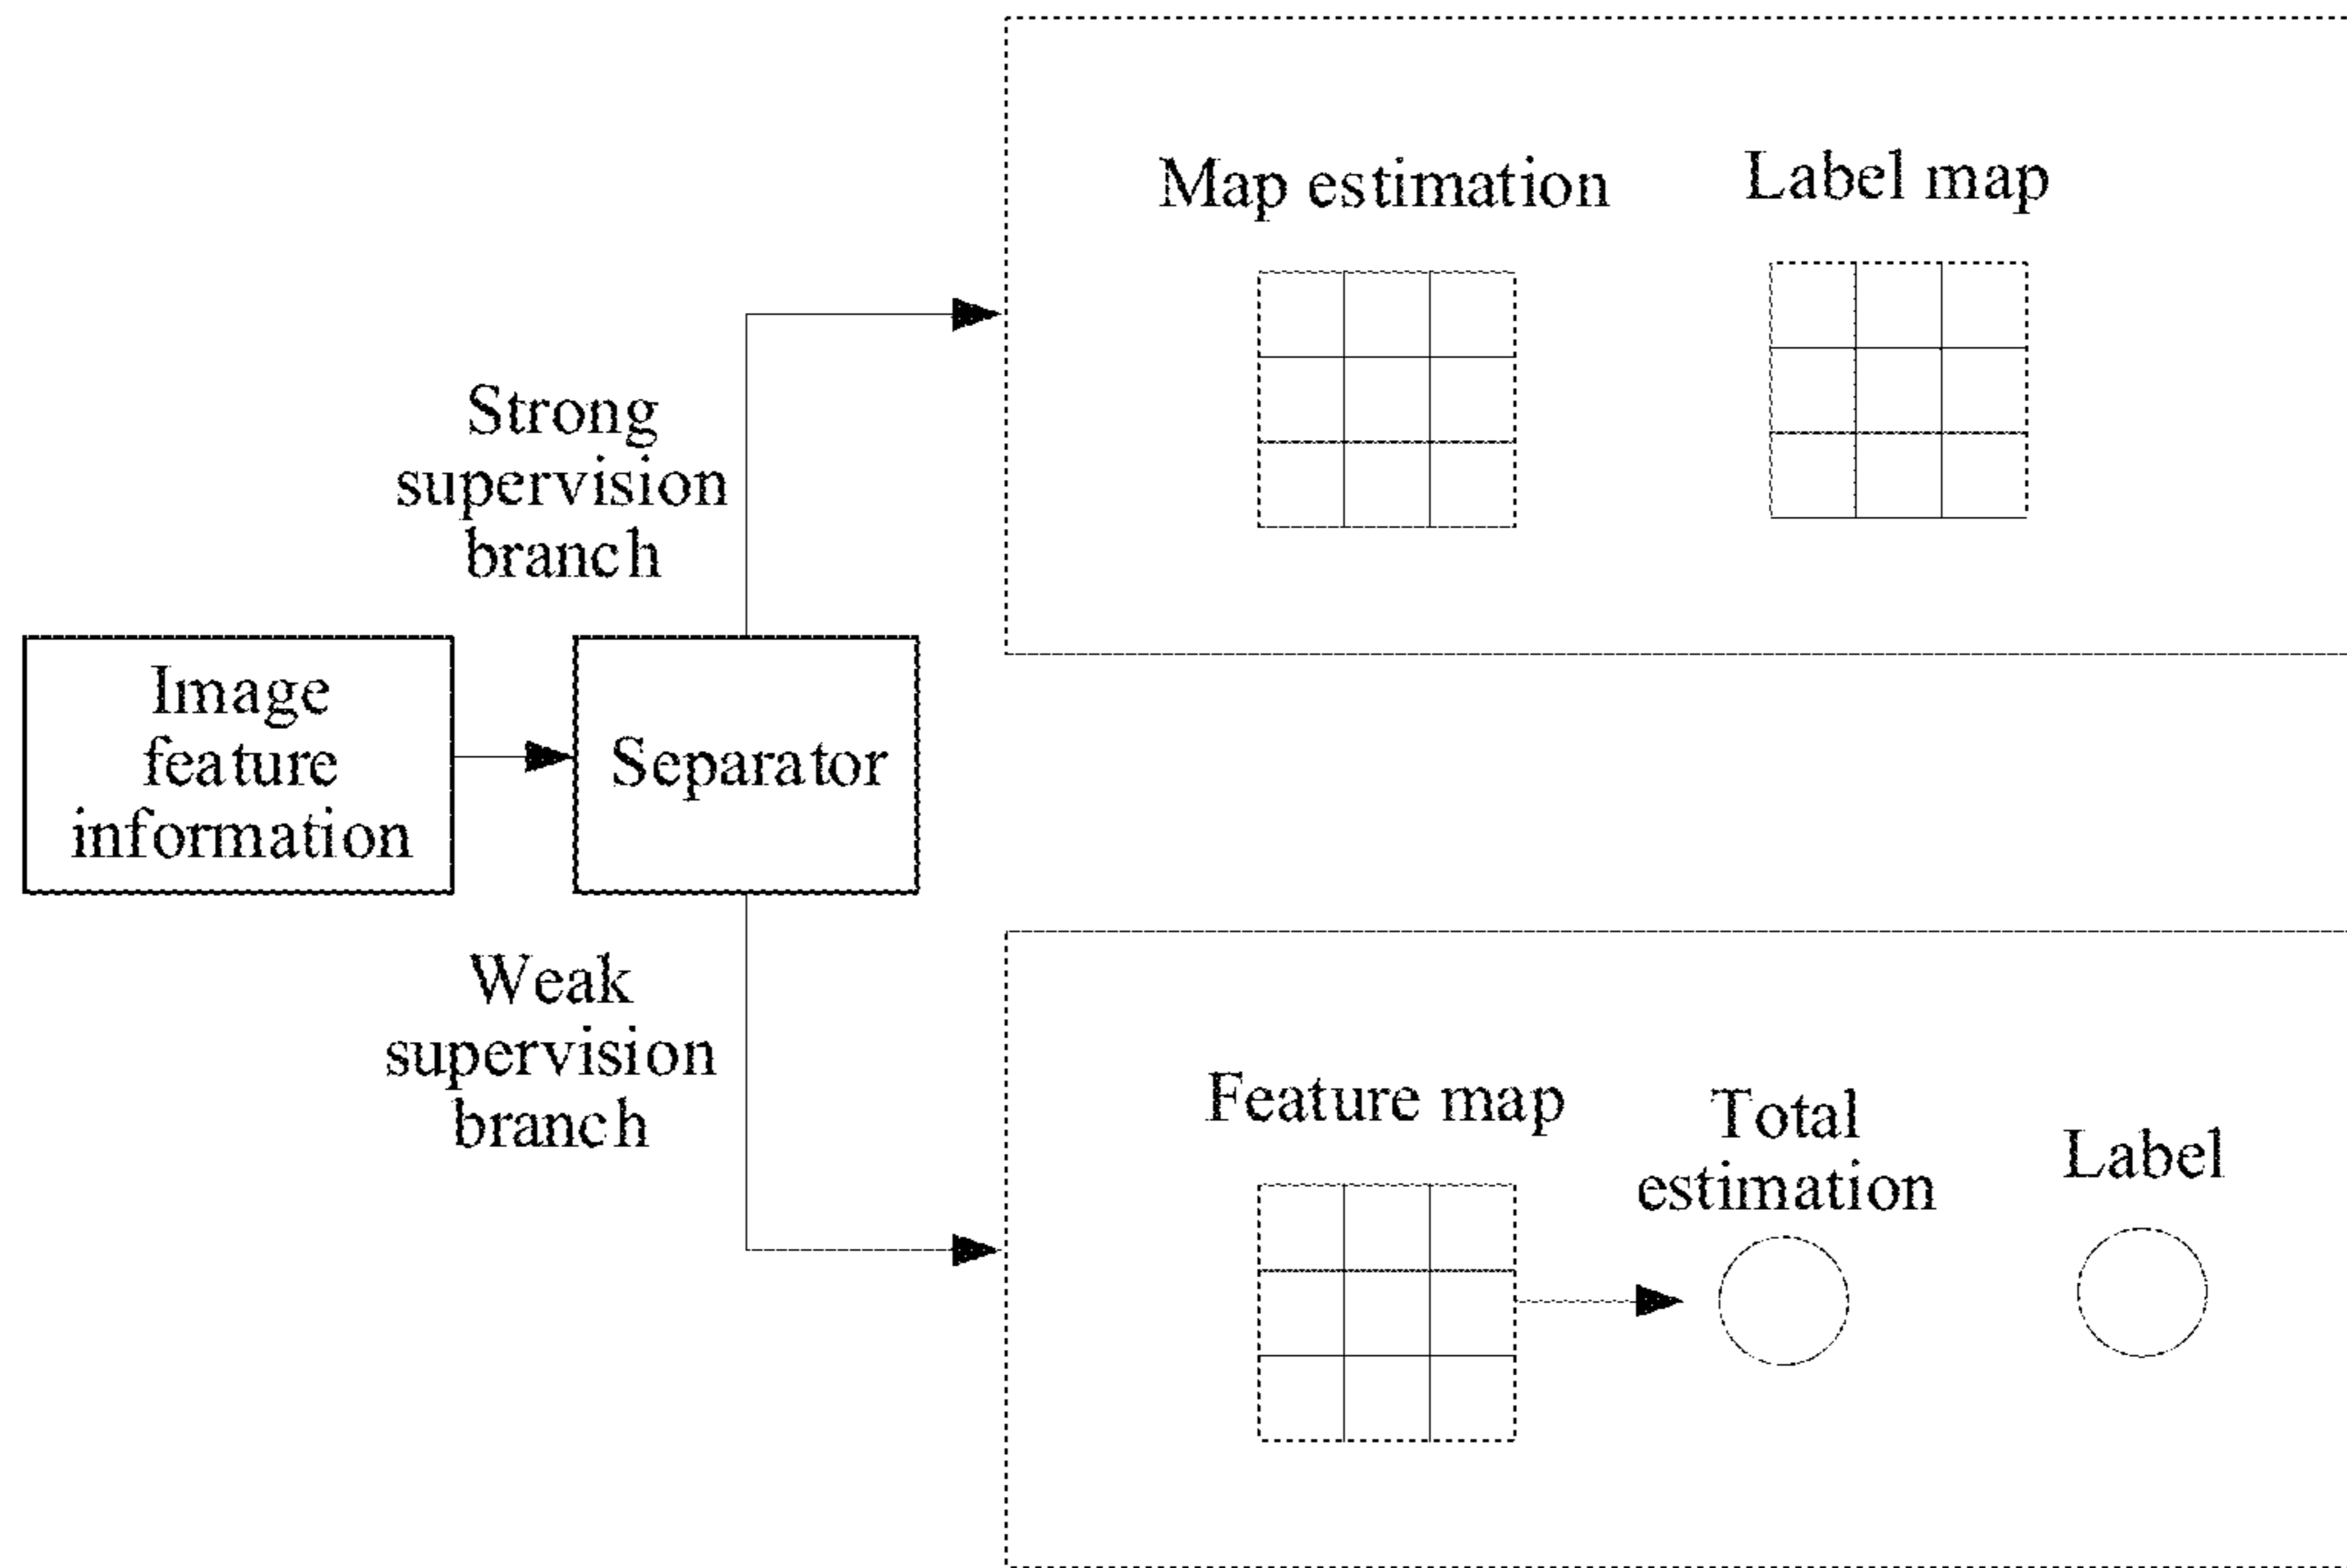 Map estimation
Label map
Strong
supervision
branch
Image
feature
information
Separator
Weak
supervision
branch
Feature map
Total
estimation
Label